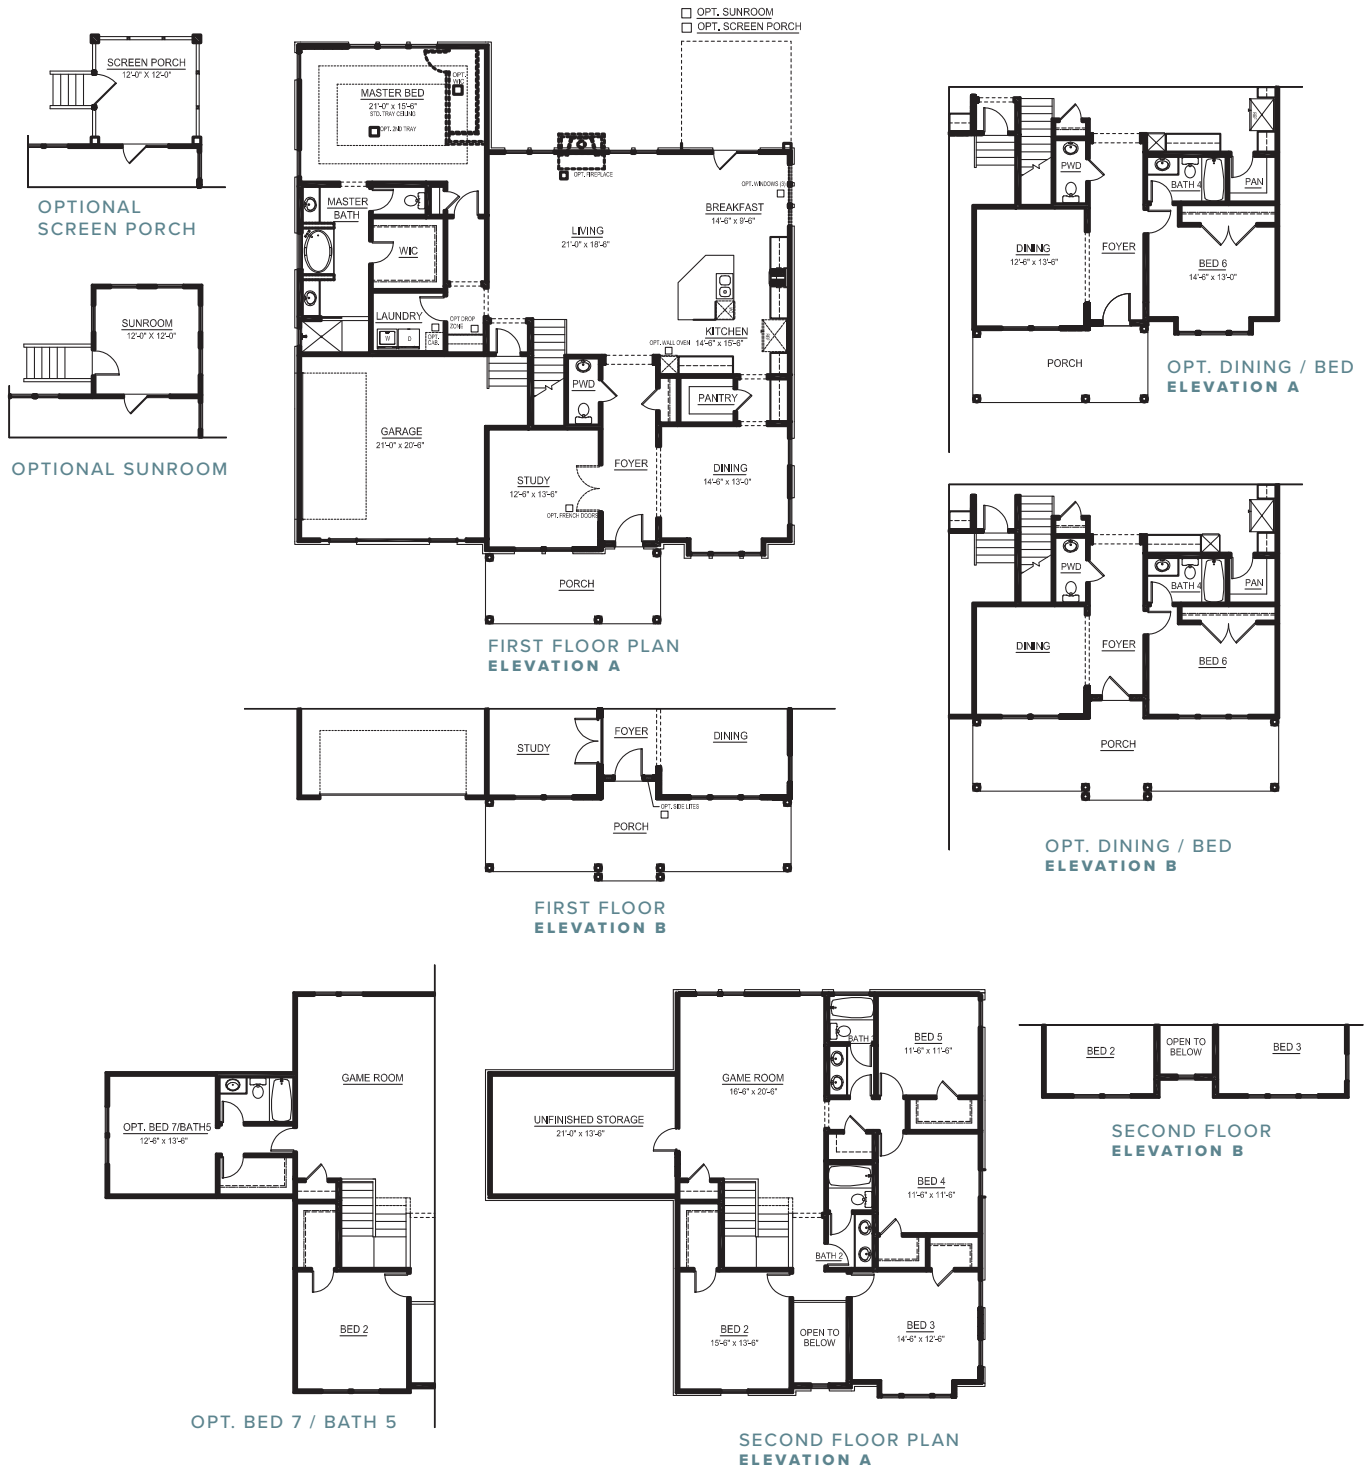 OPT. SUNROOM
OPT. SCREEN PORCH
SCREEN PORCH
12'-0" X 12'-0"
OPTIONAL
SCREEN PORCH
SUNROOM
12'-0" X 12'-0"
OPTIONAL SUNROOM
OPT.
WIC
MASTER BED
21'-0" x 15'-6"
STD. TRAY CEILING
OPT. 2ND TRAY
OPT. FIREPLACE
OPT. WINDOWS (3)
MASTER
BATH
BREAKFAST
14'-6" x 9'-6"
LIVING
21'-0" x 18'-6"
WIC
LAUNDRY
W
D
OPT.
CAB.
OPT DROP
ZONE
KITCHEN
14'-6" x 15'-6"
OPT. WALL OVEN
PWD
PANTRY
GARAGE
21'-0" x 20'-6"
STUDY
12'-6" x 13'-6"
OPT. FRENCH DOORS
FOYER
DINING
14'-6" x 13'-0"
PORCH
FIRST FLOOR PLAN
ELEVATION A
PWD
BATH 4
PAN
DINING
12'-6" x 13'-6"
FOYER
BED 6
14'-6" x 13'-0"
PORCH
OPT. DINING / BED
ELEVATION A
PWD
BATH 4
PAN
DINING
FOYER
BED 6
PORCH
OPT. DINING / BED
ELEVATION B
STUDY
FOYER
DINING
OPT. SIDE LITES
PORCH
FIRST FLOOR
ELEVATION B
GAME ROOM
OPT. BED 7/BATH5
12'-6" x 13'-6"
BED 2
OPT. BED 7 / BATH 5
BATH
BED 5
11'-6" x 11'-6"
GAME ROOM
16'-6" x 20'-6"
UNFINISHED STORAGE
21'-0" x 13'-6"
BED 4
11'-6" x 11'-6"
BATH 2
BED 2
15'-6" x 13'-6"
OPEN TO
BELOW
BED 3
14'-6" x 12'-6"
SECOND FLOOR PLAN
ELEVATION A
BED 2
OPEN TO
BELOW
BED 3
SECOND FLOOR
ELEVATION B